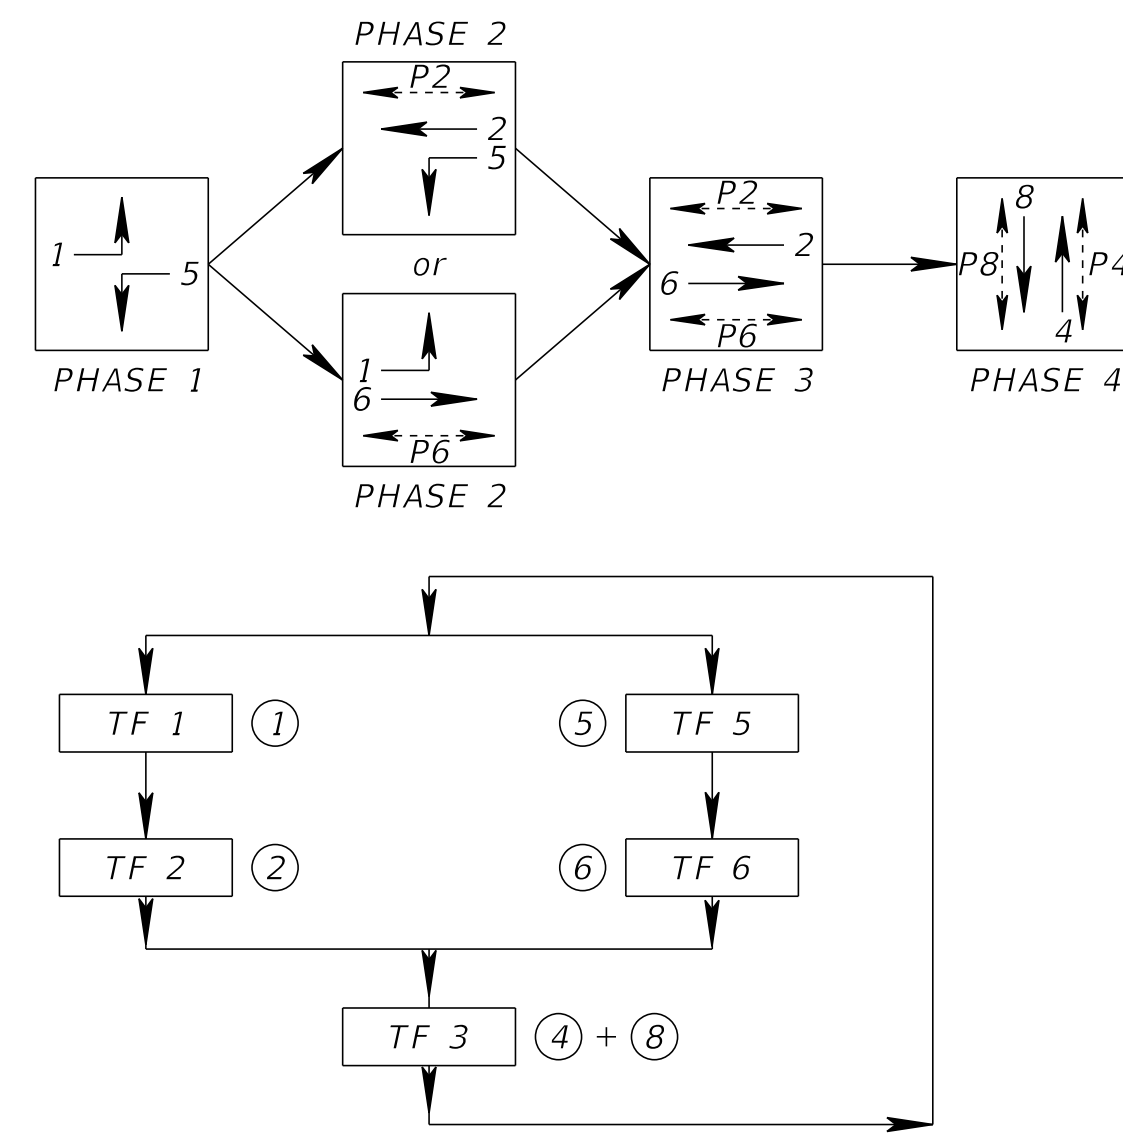 PHASE 2
P2
2
5
1
5
PHASE 1
or
1
6
P6
PHASE 2
P2
2
6
P6
PHASE 3
8
P8
P4
4
PHASE 4
TF 1
1
5
TF 5
TF 2
2
6
TF 6
TF 3
4 + 8